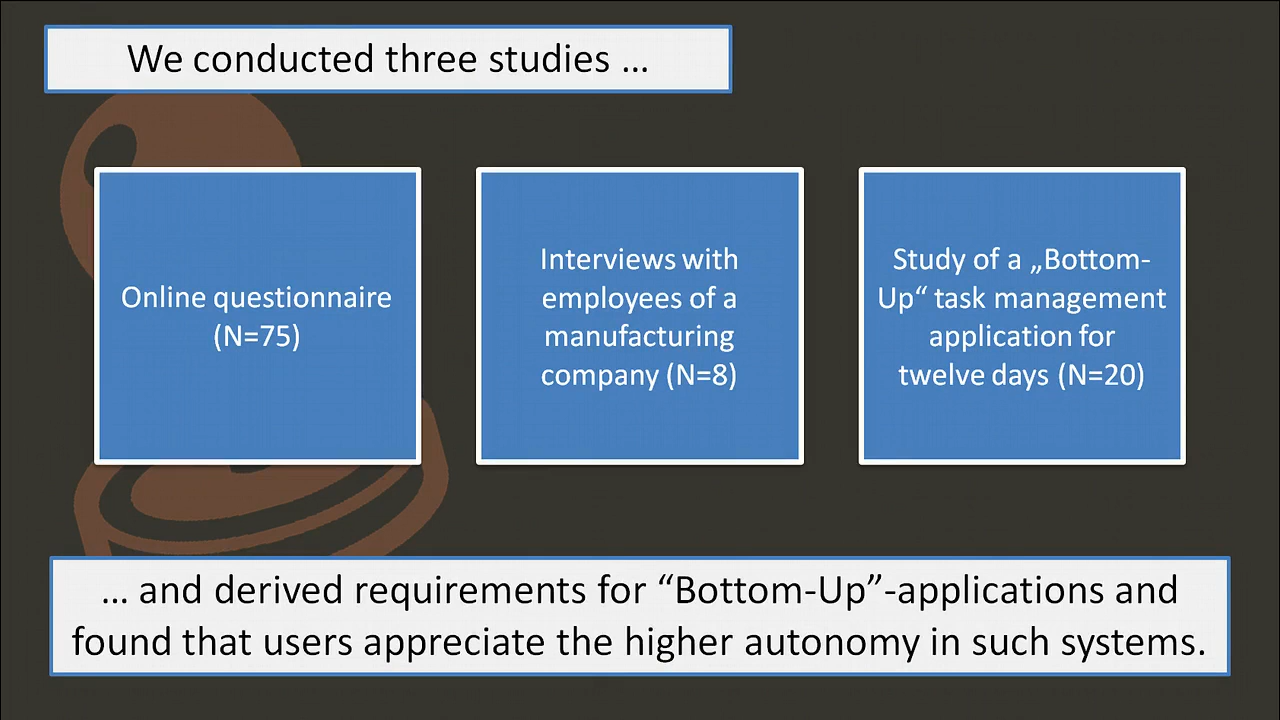 We conducted three studies …
Online questionnaire
(N=75)
Interviews with
employees of a
manufacturing
company (N=8)
Study of a „Bottom-
Up“ task management
application for
twelve days (N=20)
… and derived requirements for “Bottom-Up”-applications and
found that users appreciate the higher autonomy in such systems.